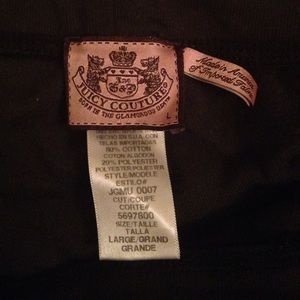 Juicy Couture
Born in the Glamorous USA
Made in America
of Imported Fabric
HECHO EN E.U.A. CON
TELAS IMPORTADAS
80% COTTON
COTON ALGODON
20% POLYESTER
POLYESTER/POLIESTER
STYLE/MODELE/
ESTILO#
JGMU 0007
CUT/COUPE
CORTE#
5697800
SIZE/TAILLE
TALLA
LARGE/GRAND
GRANDE